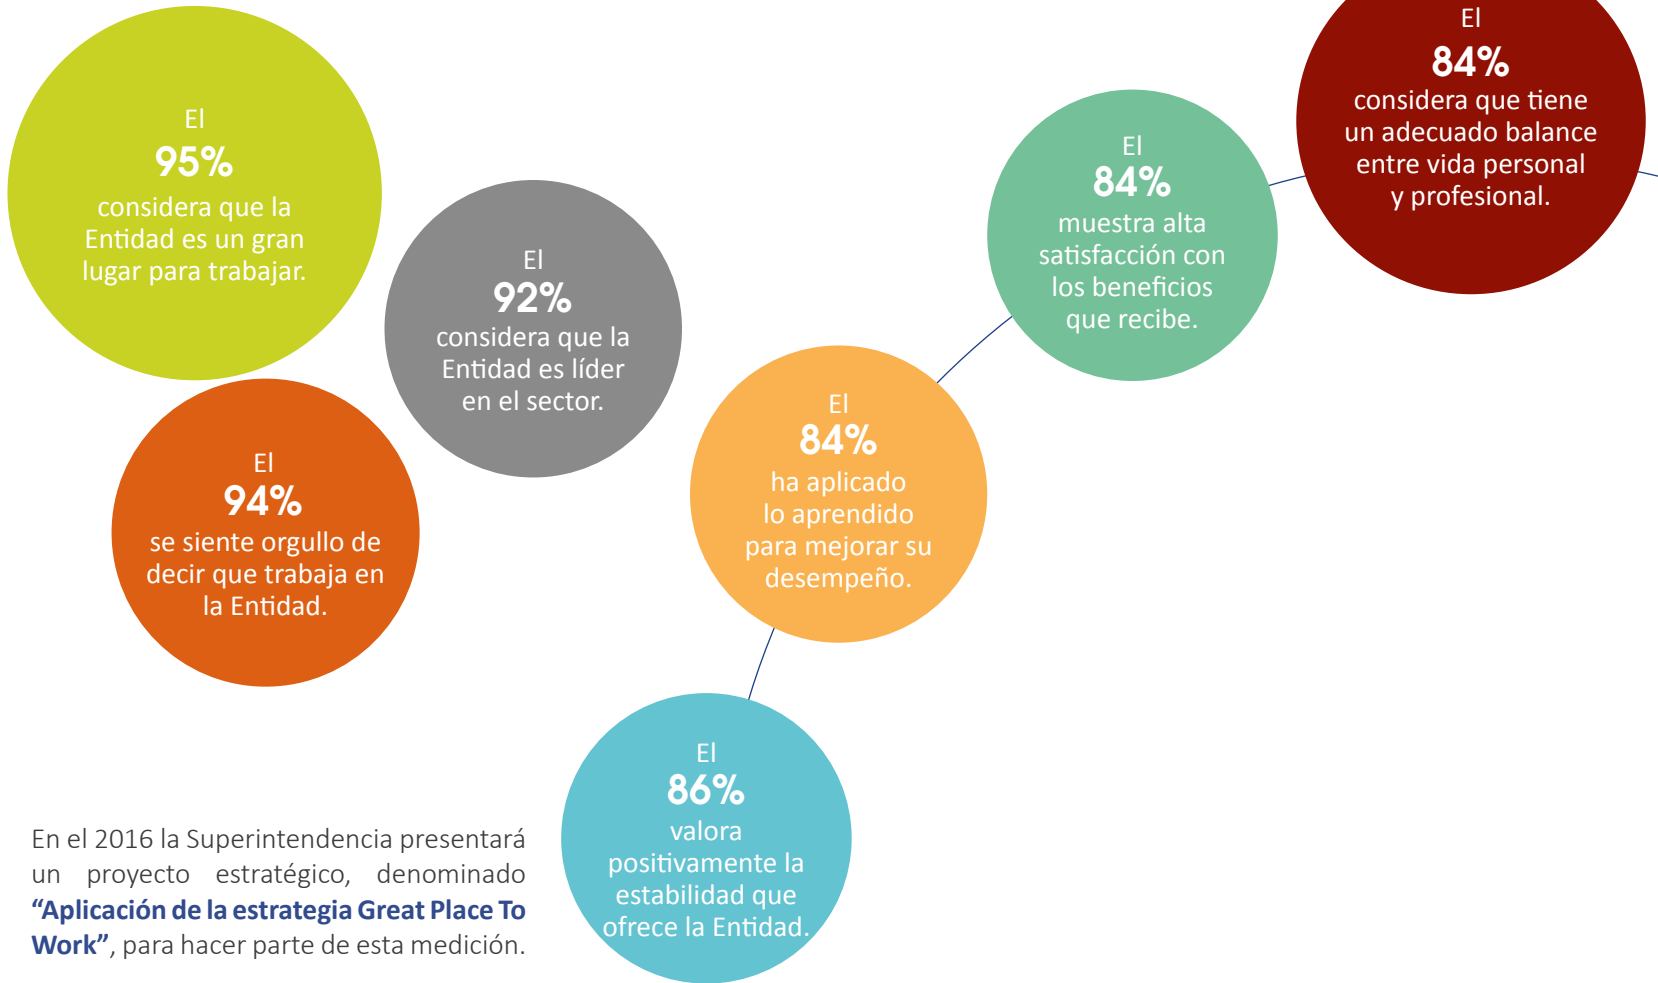 El
95%
considera que la
Entidad es un gran
lugar para trabajar.
El
92%
considera que la
Entidad es líder
en el sector.
El
94%
se siente orgullo de
decir que trabaja en
la Entidad.
El
84%
considera que tiene
un adecuado balance
entre vida personal
y profesional.
El
84%
muestra alta
satisfacción con
los beneficios
que recibe.
El
84%
ha aplicado
lo aprendido
para mejorar su
desempeño.
El
86%
valora
positivamente la
estabilidad que
ofrece la Entidad.
En el 2016 la Superintendencia presentará
un proyecto estratégico, denominado
“Aplicación de la estrategia Great Place To
Work”, para hacer parte de esta medición.